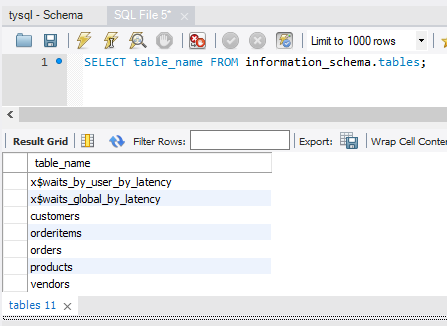 tysql - Schema SQL File 5*
Limit to 1000 rows
1 SELECT table_name FROM information_schema.tables;
Result Grid Filter Rows: Export: Wrap Cell Conte
table_name
x$waits_by_user_by_latency
x$waits_global_by_latency
customers
orderitems
orders
products
vendors
tables 11